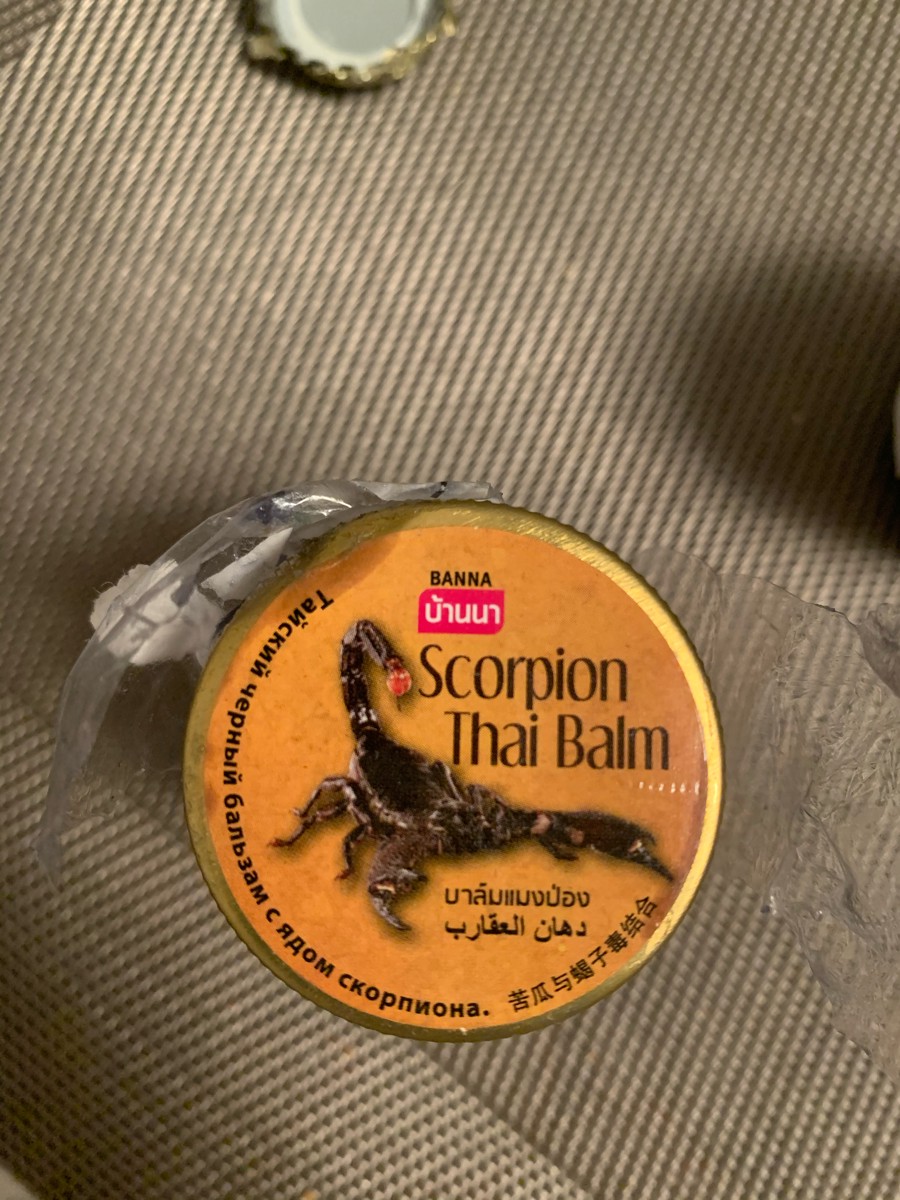 BANNA
บ้านนา
Scorpion
Thai Balm
บาล์มแมงป่อง
دهان العقارب
Тайский черный бальзам с ядом скорпиона.
苦瓜与蝎子毒结合